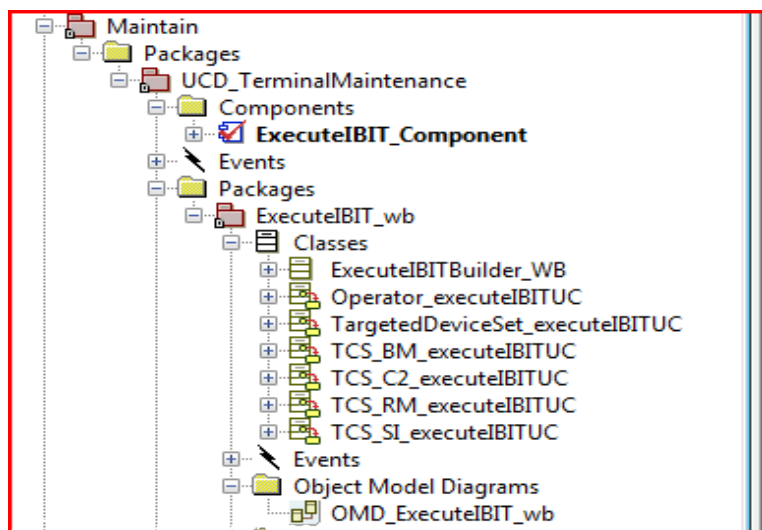 Maintain
Packages
UCD_TerminalMaintenance
Components
ExecuteIBIT_Component
Events
Packages
ExecuteIBIT_wb
Classes
ExecuteIBITBuilder_WB
Operator_executeIBITUC
TargetedDeviceSet_executeIBITUC
TCS_BM_executeIBITUC
TCS_C2_executeIBITUC
TCS_RM_executeIBITUC
TCS_SI_executeIBITUC
Events
Object Model Diagrams
OMD_ExecuteIBIT_wb